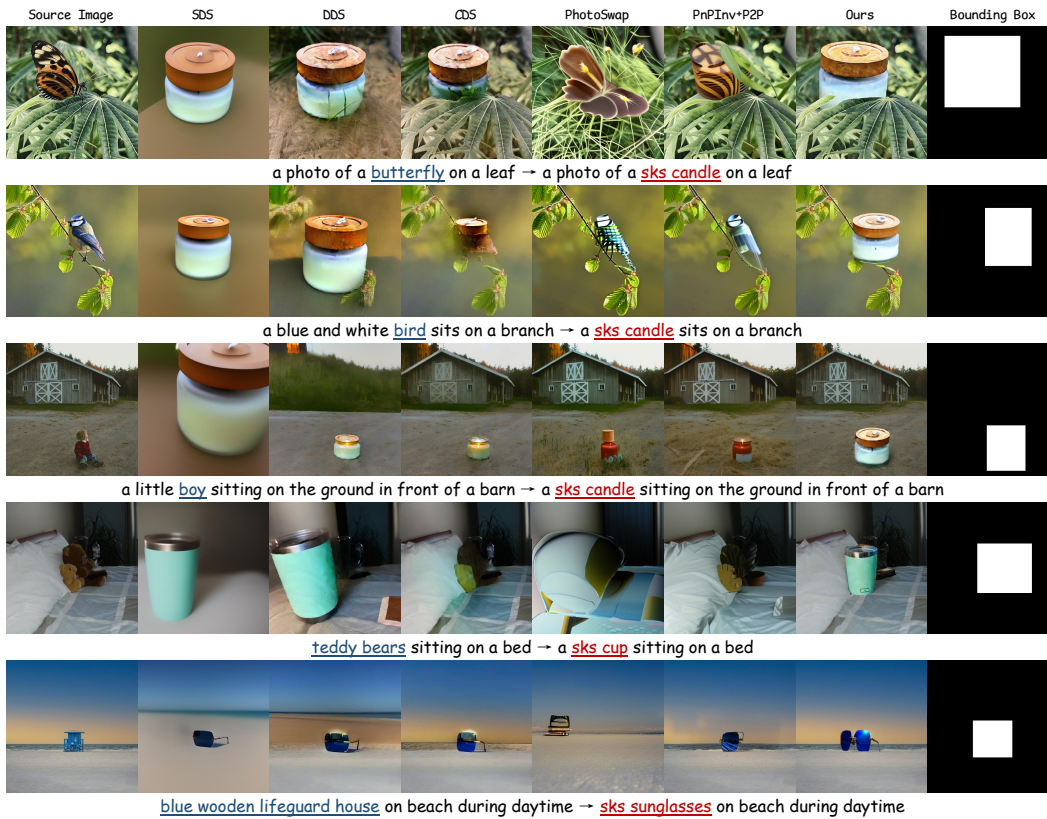 Source Image SDS DDS CDS PhotoSwap PnPInv+P2P Ours Bounding Box
a photo of a butterfly on a leaf → a photo of a sks candle on a leaf
a blue and white bird sits on a branch → a sks candle sits on a branch
a little boy sitting on the ground in front of a barn → a sks candle sitting on the ground in front of a barn
teddy bears sitting on a bed → a sks cup sitting on a bed
blue wooden lifeguard house on beach during daytime → sks sunglasses on beach during daytime